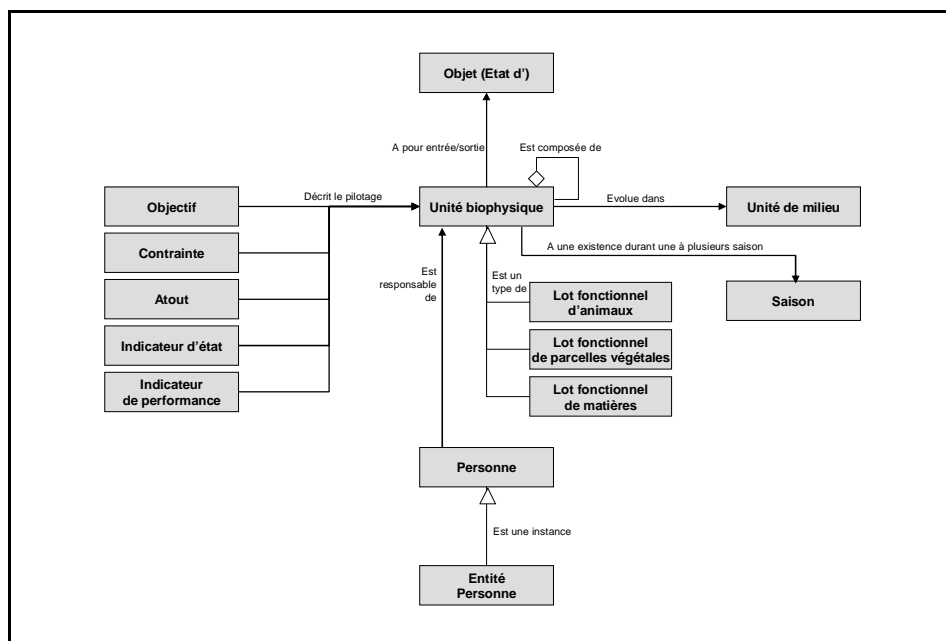 Objet (Etat d’)
A pour entrée/sortie
Est composée de
Décrit le pilotage
Objectif
Unité biophysique
Evolue dans
Unité de milieu
Contrainte
A une existence durant une à plusieurs saison
Est
responsable
de
Est un
type de
Atout
Lot fonctionnel
d’animaux
Saison
Indicateur d’état
Lot fonctionnel
de parcelles végétales
Indicateur
de performance
Lot fonctionnel
de matières
Personne
Est une instance
Entité
Personne